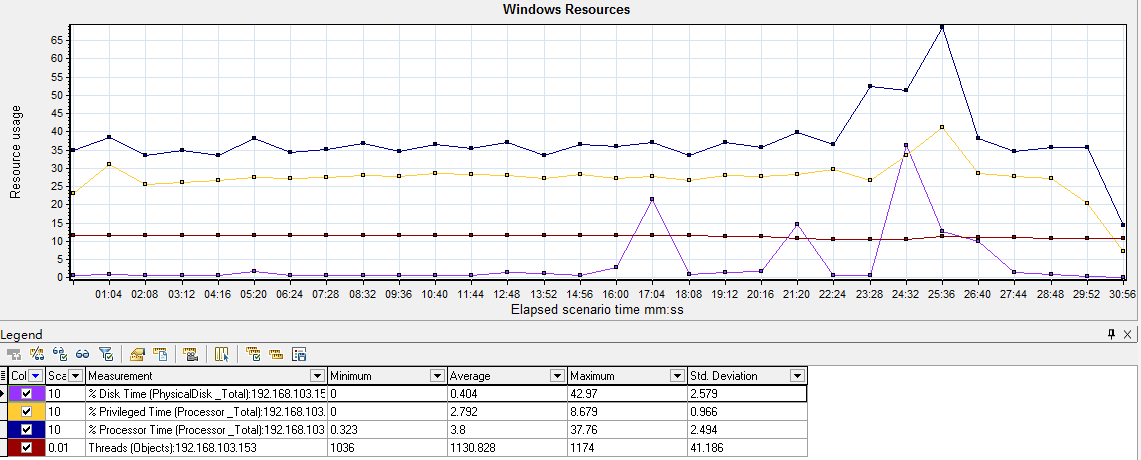 Windows Resources
65
60
55
50
45
40
35
30
25
20
15
10
5
0
Resource usage
01:04 02:08 03:12 04:16 05:20 06:24 07:28 08:32 09:36 10:40 11:44 12:48 13:52 14:56 16:00 17:04 18:08 19:12 20:16 21:20 22:24 23:28 24:32 25:36 26:40 27:44 28:48 29:52 30:56
Elapsed scenario time mm:ss
Legend
Col Sca Measurement Minimum Average Maximum Std. Deviation
10 % Disk Time (PhysicalDisk _Total):192.168.103.15 0 0.404 42.97 2.579
10 % Privileged Time (Processor _Total):192.168.103. 0 2.792 8.679 0.966
10 % Processor Time (Processor _Total):192.168.103 0.323 3.8 37.76 2.494
0.01 Threads (Objects):192.168.103.153 1036 1130.828 1174 41.186